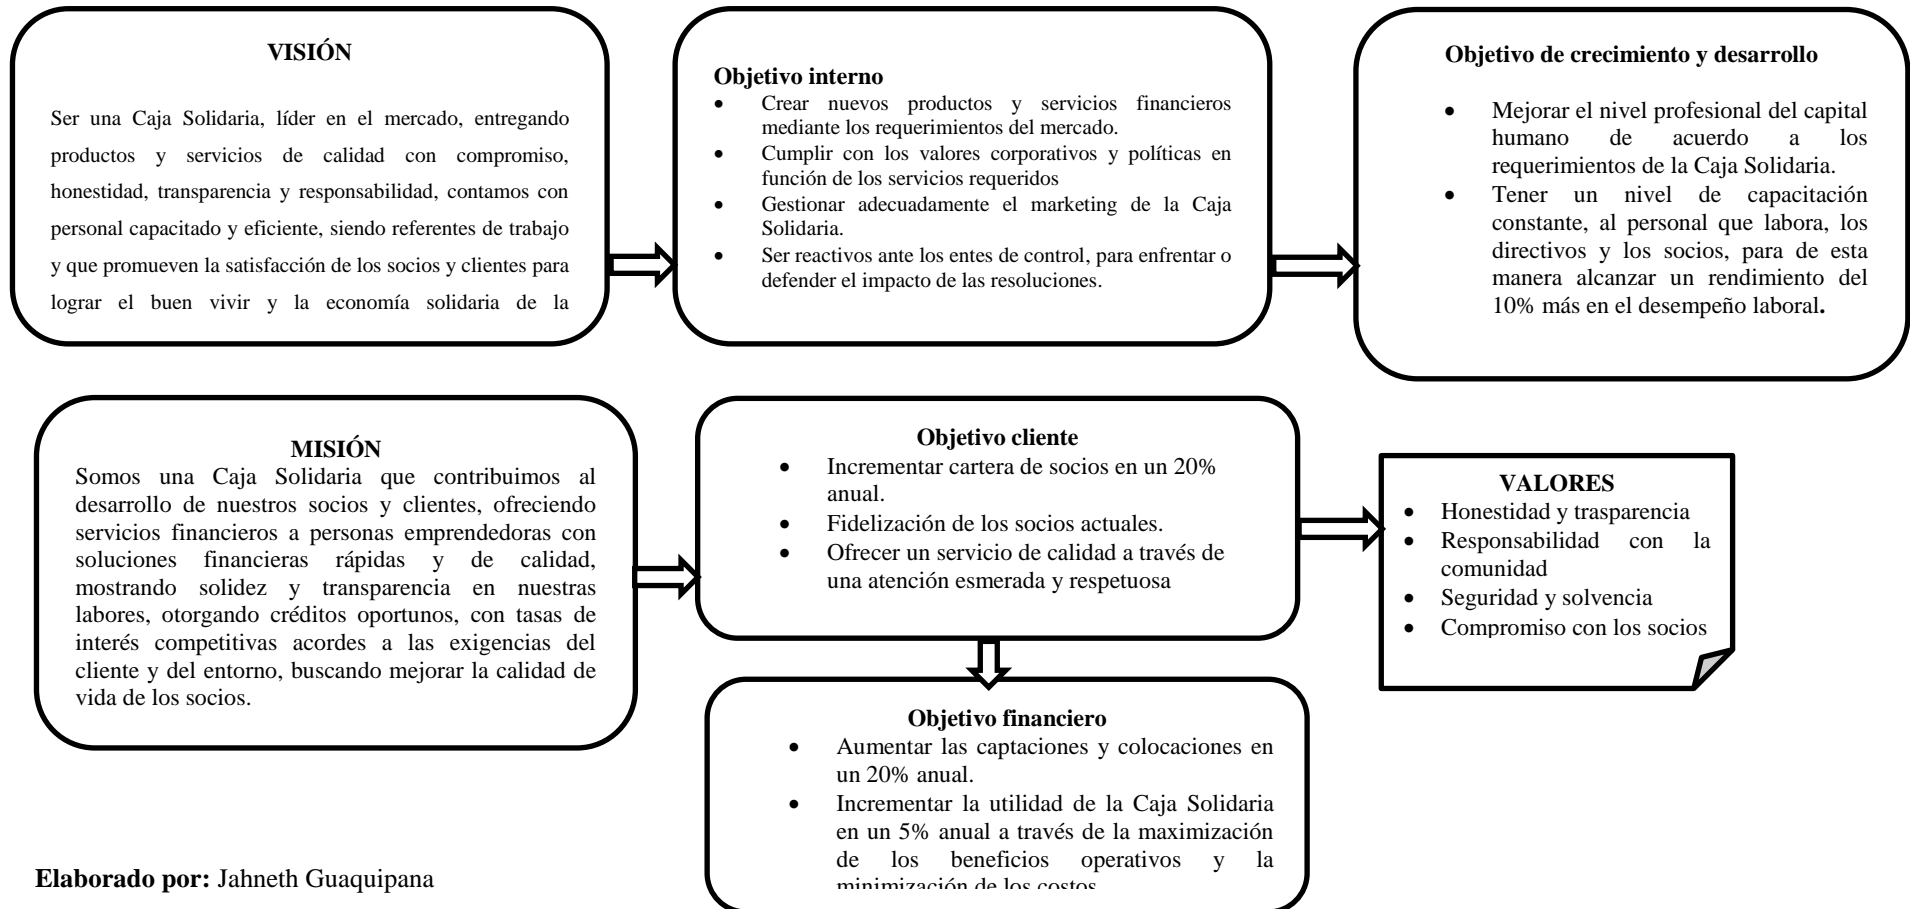 VISIÓN
Ser una Caja Solidaria, líder en el mercado, entregando
productos y servicios de calidad con compromiso,
honestidad, transparencia y responsabilidad, contamos con
personal capacitado y eficiente, siendo referentes de trabajo
y que promueven la satisfacción de los socios y clientes para
lograr el buen vivir y la economía solidaria de la
Objetivo interno
• Crear nuevos productos y servicios financieros
mediante los requerimientos del mercado.
• Cumplir con los valores corporativos y políticas en
función de los servicios requeridos
• Gestionar adecuadamente el marketing de la Caja
Solidaria.
• Ser reactivos ante los entes de control, para enfrentar o
defender el impacto de las resoluciones.
Objetivo de crecimiento y desarrollo
• Mejorar el nivel profesional del capital
humano de acuerdo a los
requerimientos de la Caja Solidaria.
• Tener un nivel de capacitación
constante, al personal que labora, los
directivos y los socios, para de esta
manera alcanzar un rendimiento del
10% más en el desempeño laboral.
MISIÓN
Somos una Caja Solidaria que contribuimos al
desarrollo de nuestros socios y clientes, ofreciendo
servicios financieros a personas emprendedoras con
soluciones financieras rápidas y de calidad,
mostrando solidez y transparencia en nuestras
labores, otorgando créditos oportunos, con tasas de
interés competitivas acordes a las exigencias del
cliente y del entorno, buscando mejorar la calidad de
vida de los socios.
Objetivo cliente
• Incrementar cartera de socios en un 20%
anual.
• Fidelización de los socios actuales.
• Ofrecer un servicio de calidad a través de
una atención esmerada y respetuosa
VALORES
• Honestidad y trasparencia
• Responsabilidad con la
comunidad
• Seguridad y solvencia
• Compromiso con los socios
Objetivo financiero
• Aumentar las captaciones y colocaciones en
un 20% anual.
• Incrementar la utilidad de la Caja Solidaria
en un 5% anual a través de la maximización
de los beneficios operativos y la
minimización de los costos
Elaborado por: Jahneth Guaquipana